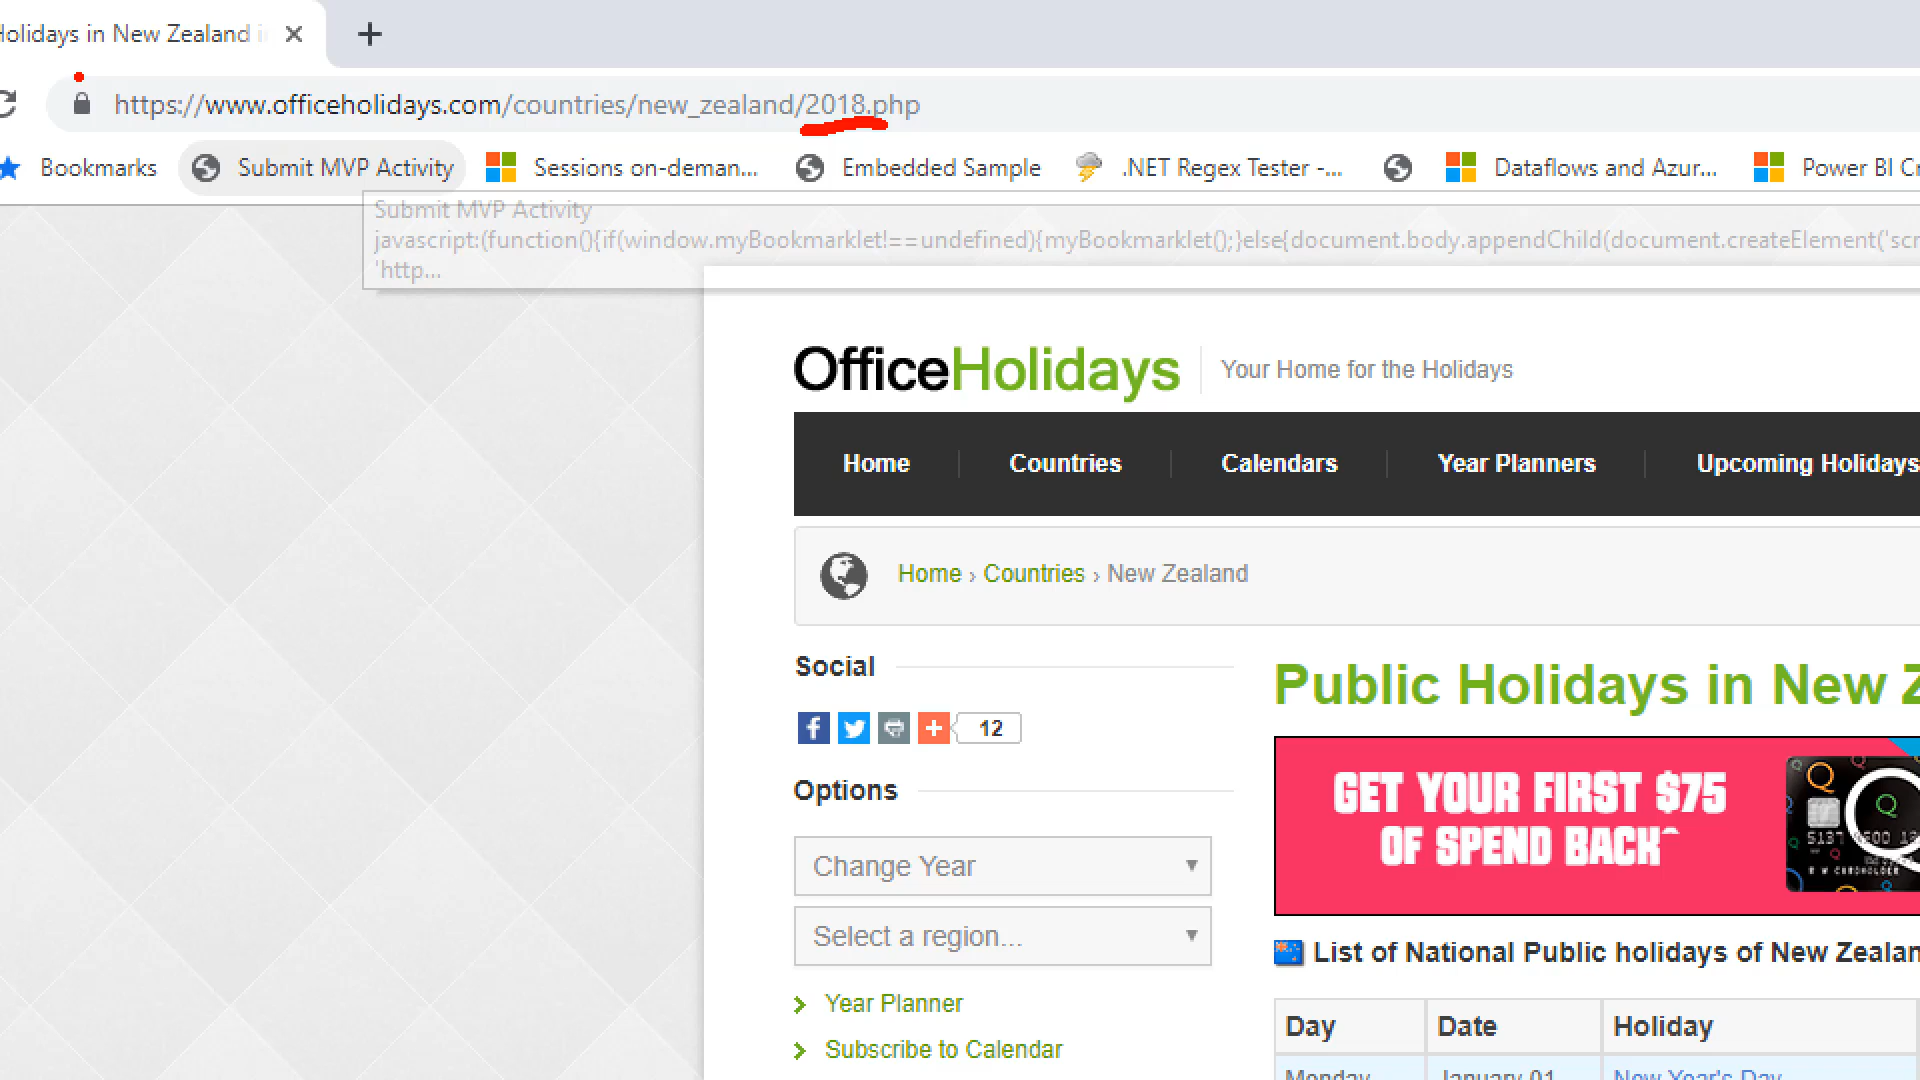 Holidays in New Zealand i
https://www.officeholidays.com/countries/new_zealand/2018.php
Bookmarks
Submit MVP Activity
Sessions on-deman...
Embedded Sample
.NET Regex Tester -...
Dataflows and Azur...
Power BI Cr
Submit MVP Activity
javascript:(function(){if(window.myBookmarklet!==undefined){myBookmarklet();}else{document.body.appendChild(document.createElement('scr
'http...
OfficeHolidays
Your Home for the Holidays
Home
Countries
Calendars
Year Planners
Upcoming Holidays
Home › Countries › New Zealand
Social
12
Options
Change Year
Select a region...
Year Planner
Subscribe to Calendar
Public Holidays in New Z
GET YOUR FIRST $75
OF SPEND BACK^
List of National Public holidays of New Zealan
Day
Date
Holiday
Monday
January 01
New Year's Day